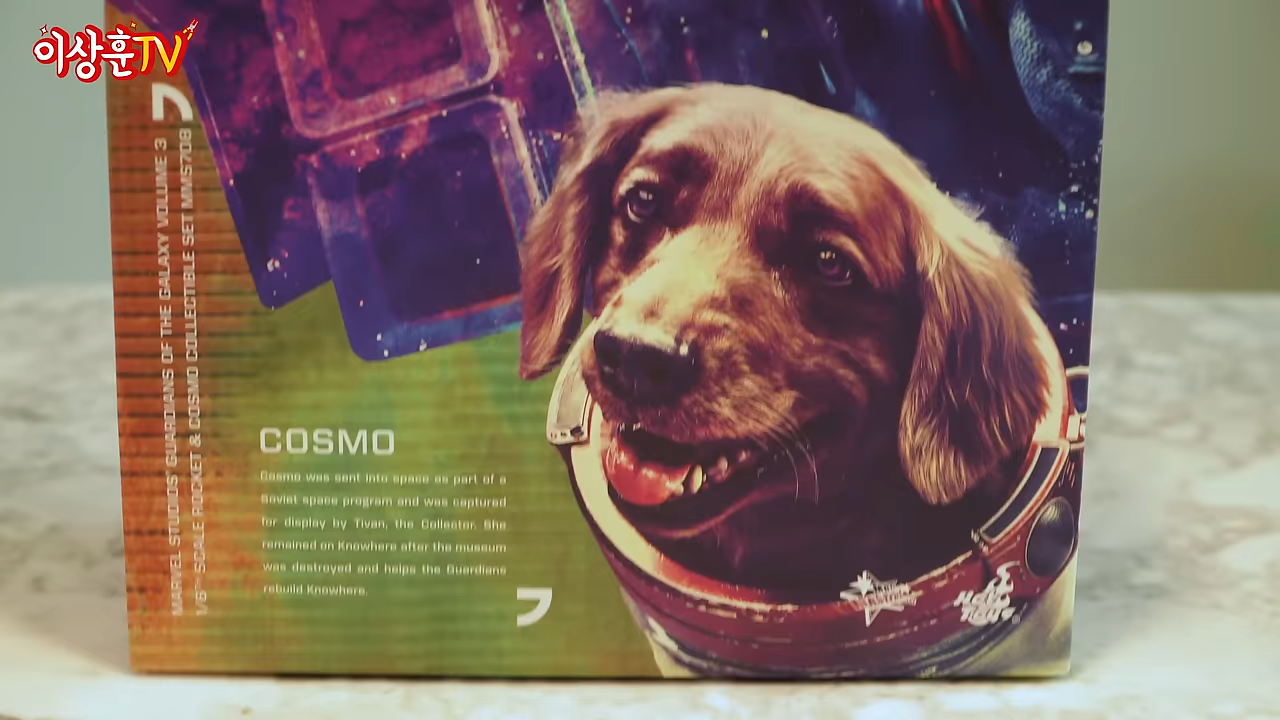 이상훈TV
MARVEL STUDIOS' GUARDIANS OF THE GALAXY VOLUME 3
1/6TH SCALE ROCKET & COSMO COLLECTIBLE SET MMS708
COSMO
Cosmo was sent into space as part of a
Soviet space program and was captured
for display by Tivan, the Collector. She
remained on Knowhere after the museum
was destroyed and helps the Guardians
rebuild Knowhere.
Hot
Toys